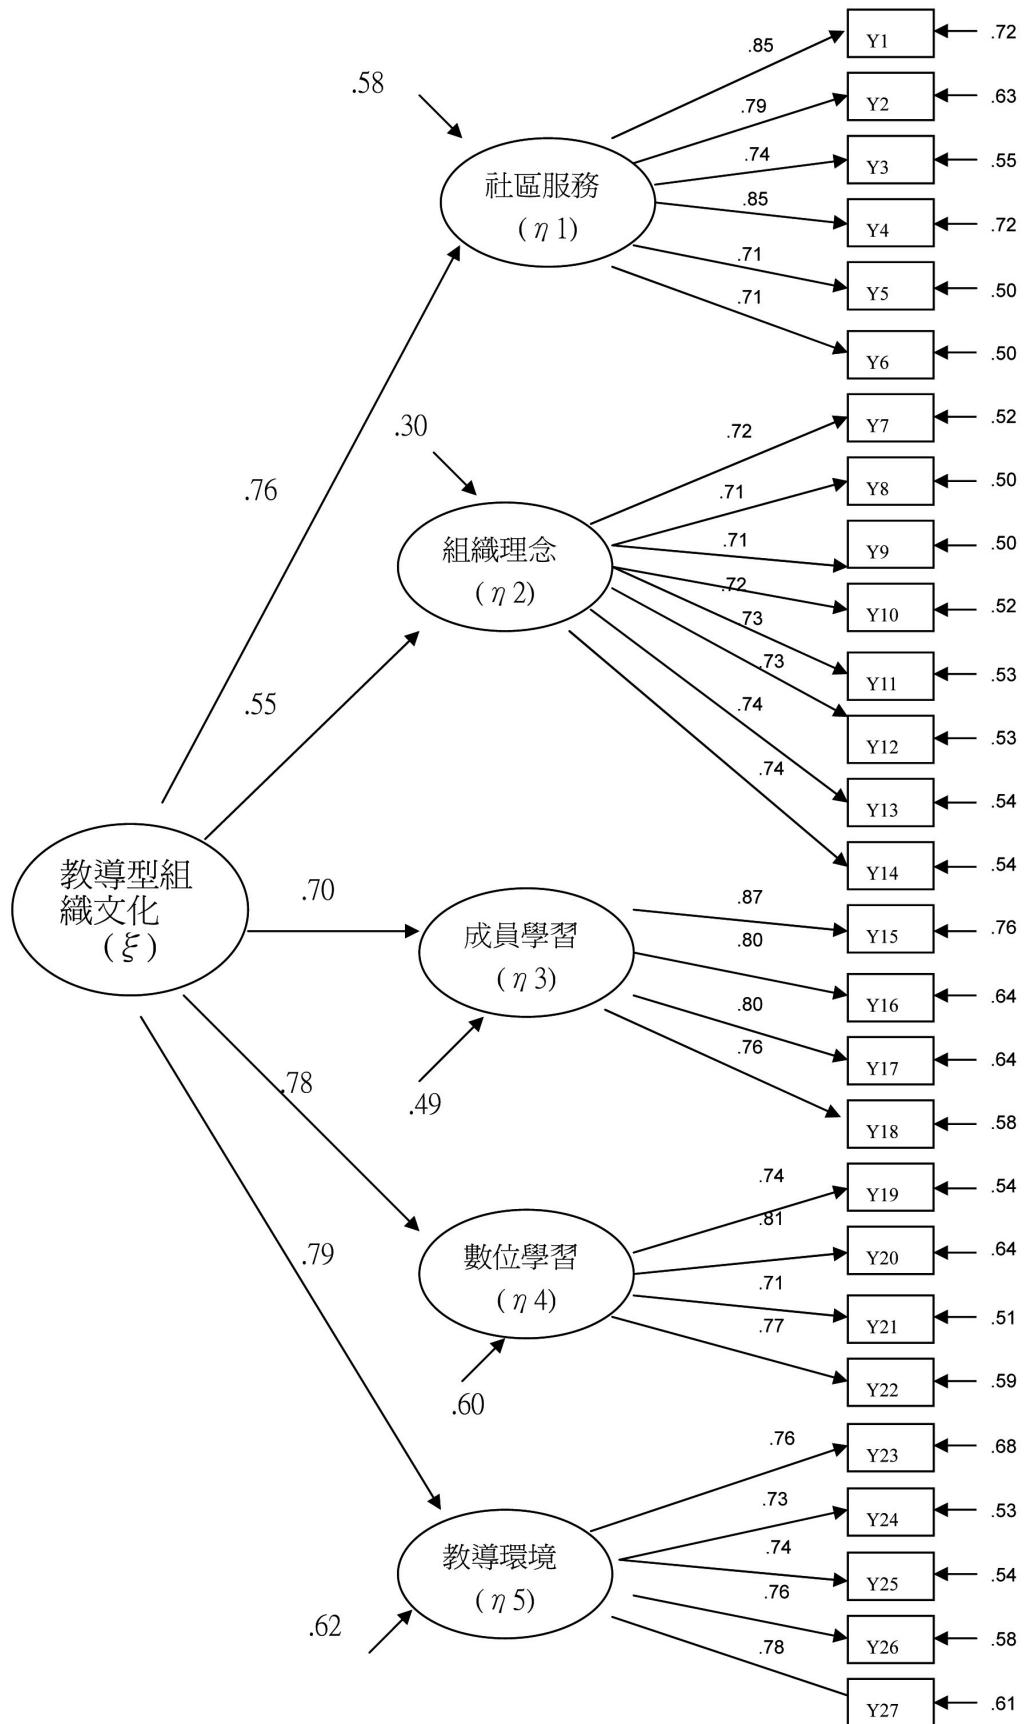 .85
Y1
.72
.58
.79
Y2
.63
社區服務
(η1)
.74
Y3
.55
.85
Y4
.72
.71
Y5
.50
.71
Y6
.50
.76
.30
組織理念
(η2)
.72
Y7
.52
.71
Y8
.50
.71
Y9
.50
.72
Y10
.52
.73
Y11
.53
.55
.73
Y12
.53
.74
Y13
.54
.74
Y14
.54
教導型組
織文化
(ξ)
.70
成員學習
(η3)
.49
.87
Y15
.76
.80
Y16
.64
.80
Y17
.64
.76
Y18
.58
.78
數位學習
(η4)
.60
.74
Y19
.54
.81
Y20
.64
.71
Y21
.51
.77
Y22
.59
.79
教導環境
(η5)
.62
.76
Y23
.68
.73
Y24
.53
.74
Y25
.54
.76
Y26
.58
.78
Y27
.61